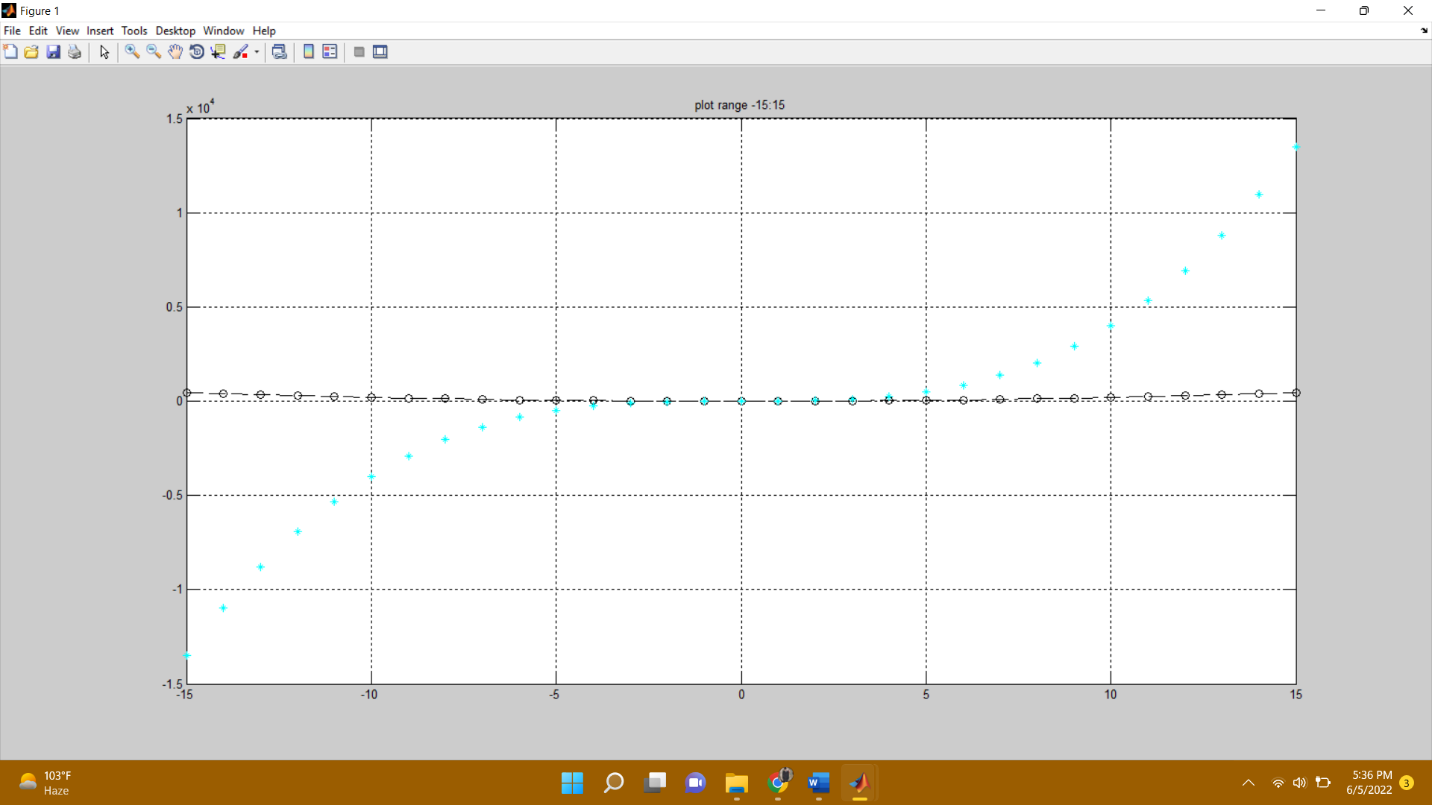 Figure 1
File Edit View Insert Tools Desktop Window Help
x 10^4
plot range -15:15
1.5
1
0.5
0
-0.5
-1
-1.5
-15 -10 -5 0 5 10 15
103°F
Haze
W
5:36 PM
6/5/2022
3